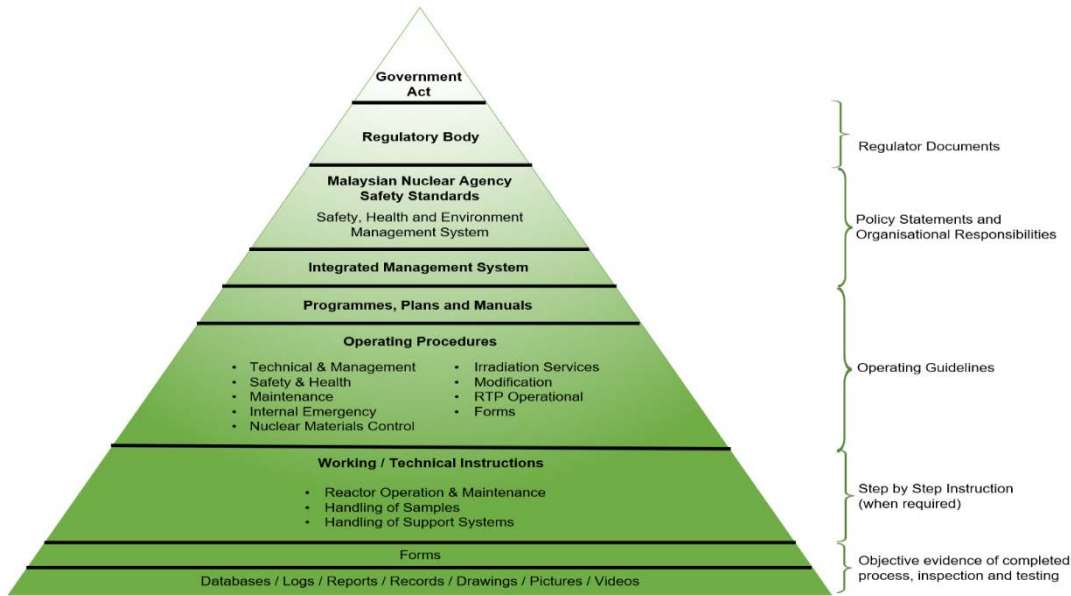 Government
Act
Regulatory Body
Regulator Documents
Malaysian Nuclear Agency
Safety Standards
Safety, Health and Environment
Management System
Policy Statements and
Organisational Responsibilities
Integrated Management System
Programmes, Plans and Manuals
Operating Procedures
• Technical & Management
• Safety & Health
• Maintenance
• Internal Emergency
• Nuclear Materials Control
• Irradiation Services
• Modification
• RTP Operational
• Forms
Operating Guidelines
Working / Technical Instructions
• Reactor Operation & Maintenance
• Handling of Samples
• Handling of Support Systems
Step by Step Instruction
(when required)
Forms
Databases / Logs / Reports / Records / Drawings / Pictures / Videos
Objective evidence of completed
process, inspection and testing